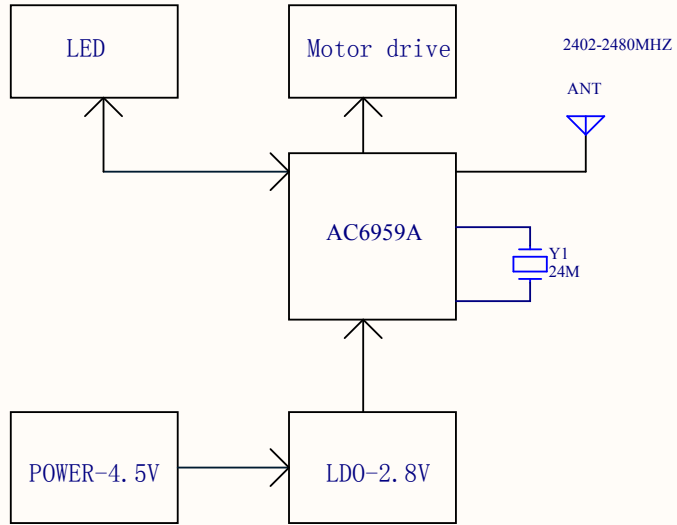 LED
Motor drive
2402-2480MHZ
ANT
AC6959A
Y1
24M
POWER-4.5V
LDO-2.8V